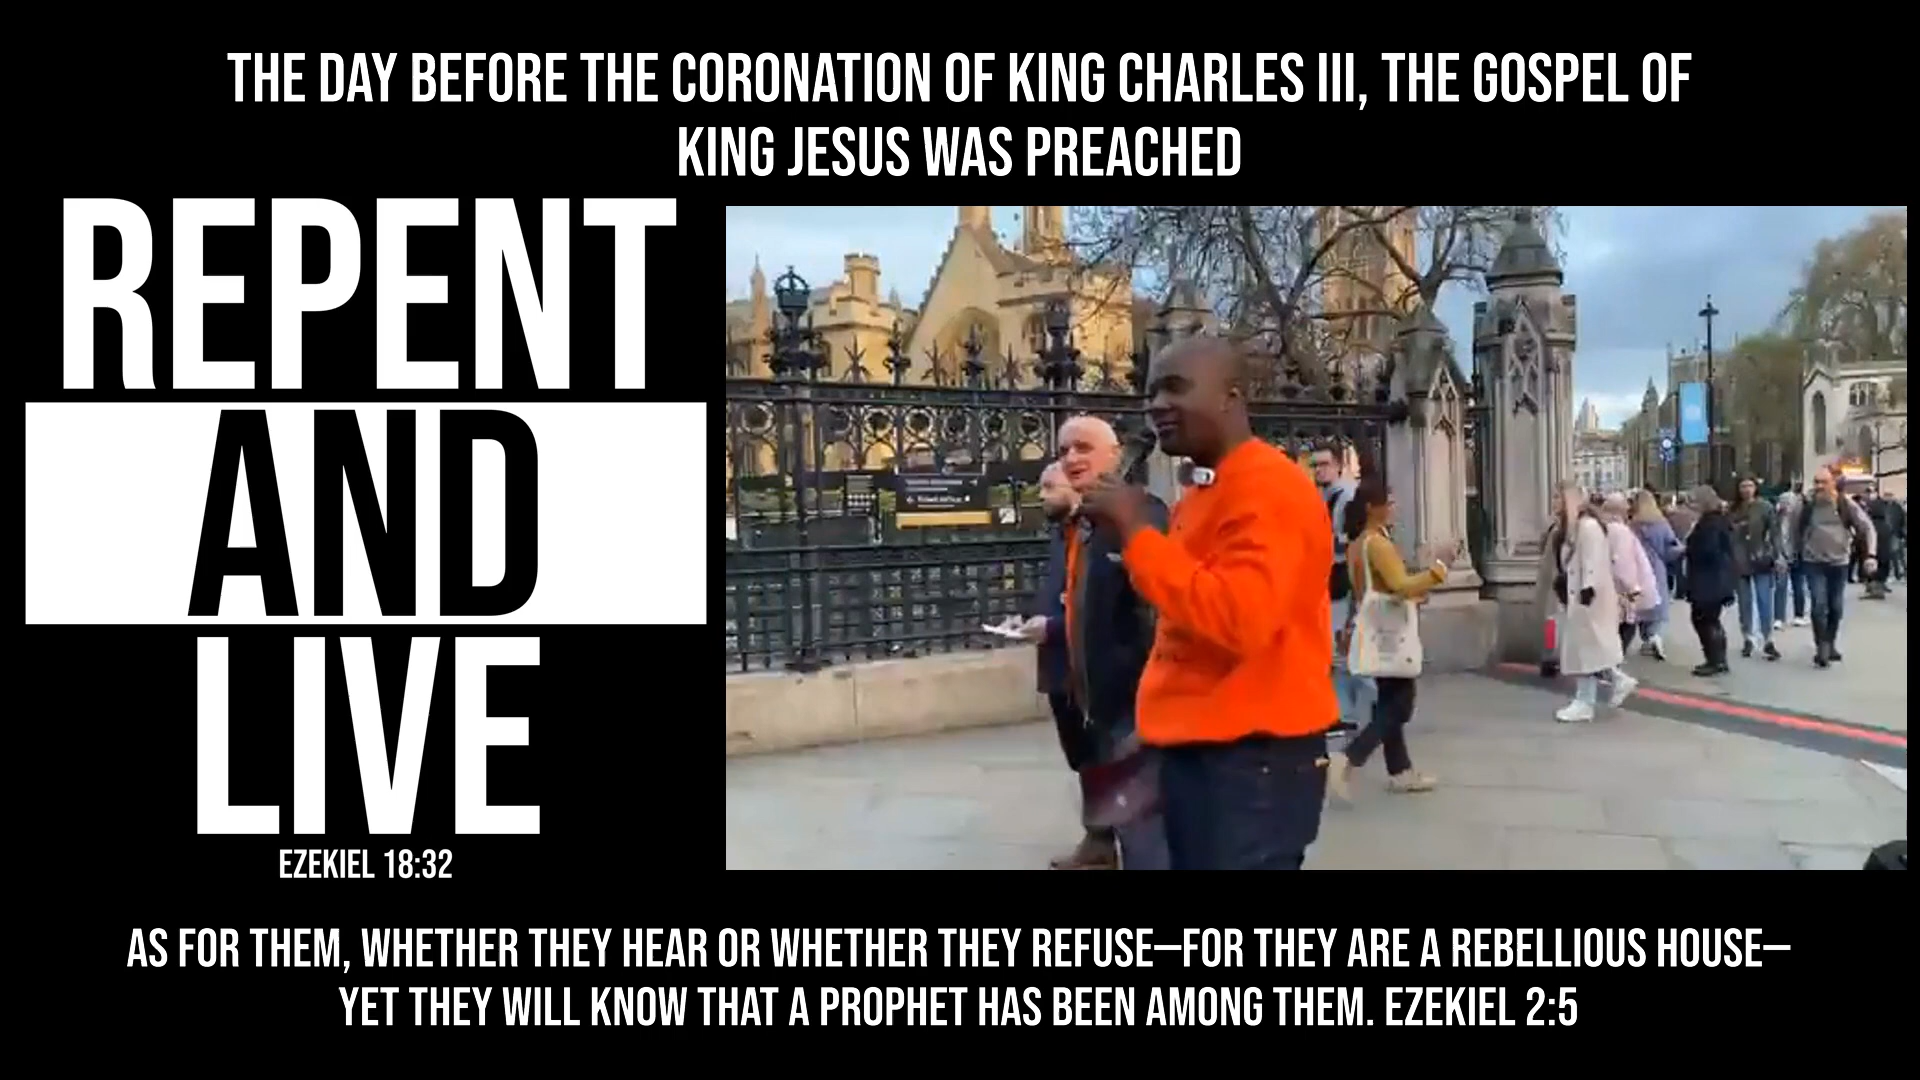 THE DAY BEFORE THE CORONATION OF KING CHARLES III, THE GOSPEL OF
KING JESUS WAS PREACHED
REPENT
AND
LIVE
EZEKIEL 18:32
AS FOR THEM, WHETHER THEY HEAR OR WHETHER THEY REFUSE—FOR THEY ARE A REBELLIOUS HOUSE—
YET THEY WILL KNOW THAT A PROPHET HAS BEEN AMONG THEM. EZEKIEL 2:5